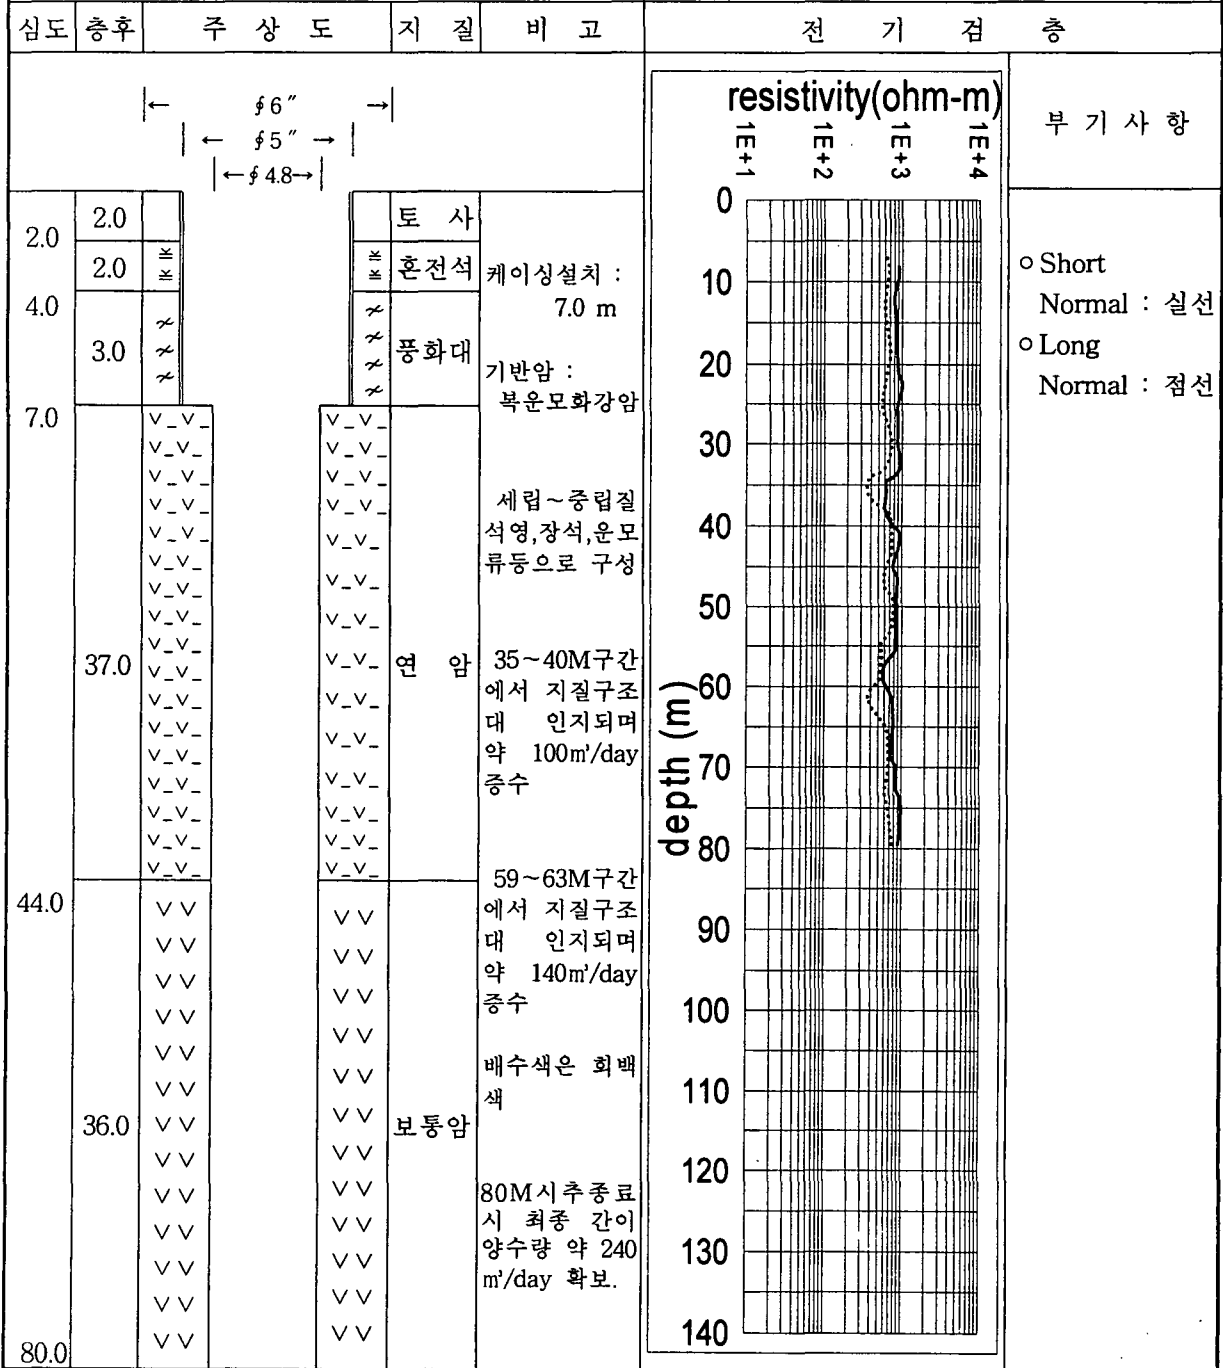 심도 층후 주 상 도 지 질 비 고 전 기 검 층
∮6″
∮5″
∮4.8
2.0
2.0
4.0
7.0
44.0
80.0
2.0
3.0
37.0
36.0
토 사
혼전석
풍화대
연 암
보통암
케이싱설치 :
7.0 m
기반암 :
복운모화강암
세립~중립질
석영,장석,운모
류등으로 구성
35~40M구간
에서 지질구조
대 인지되며
약 100㎥/day
증수
59~63M구간
에서 지질구조
대 인지되며
약 140㎥/day
증수
배수색은 회백
색
80M시추종료
시 최종 간이
양수량 약 240
㎥/day 확보.
resistivity(ohm-m)
1E+1
1E+2
1E+3
1E+4
depth (m)
0
10
20
30
40
50
60
70
80
90
100
110
120
130
140
부 기 사 항
○ Short
Normal : 실선
○ Long
Normal : 점선